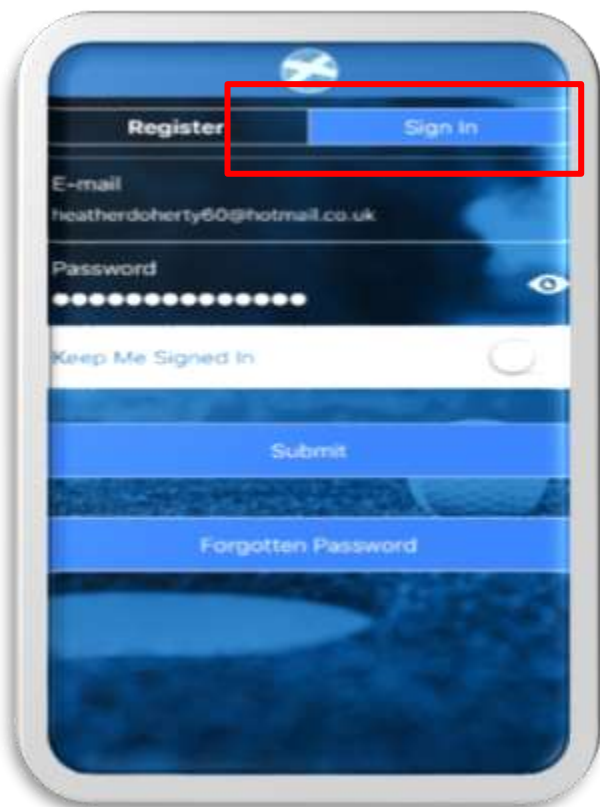 Register Sign In
E-mail
heatherdoherty60@hotmail.co.uk
Password
Keep Me Signed In
Submit
Forgotten Password